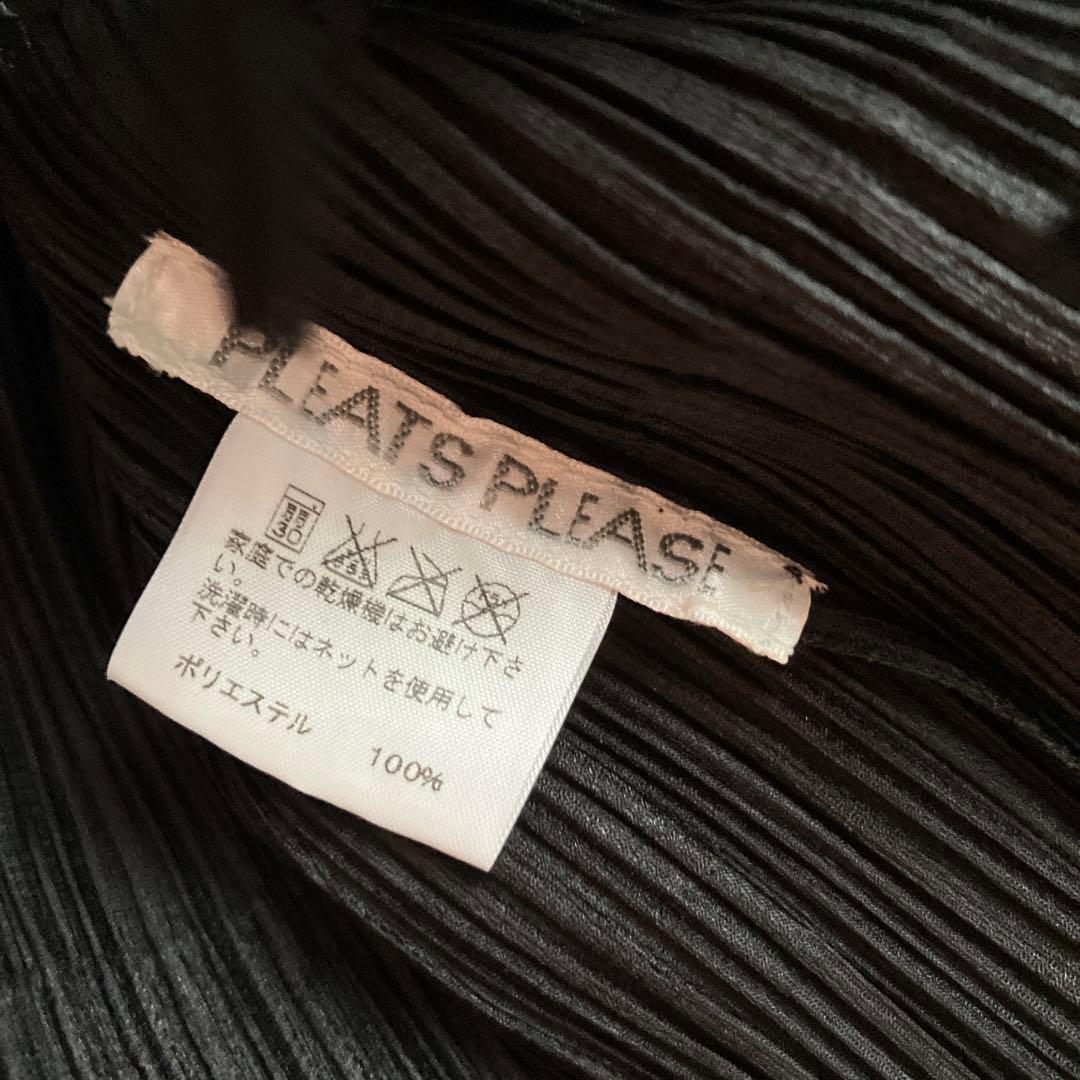 PLEATS PLEASE
家庭での乾燥機はお避け下さ
い。
洗濯時にはネットを使用して
下さい。
ポリエステル 100%